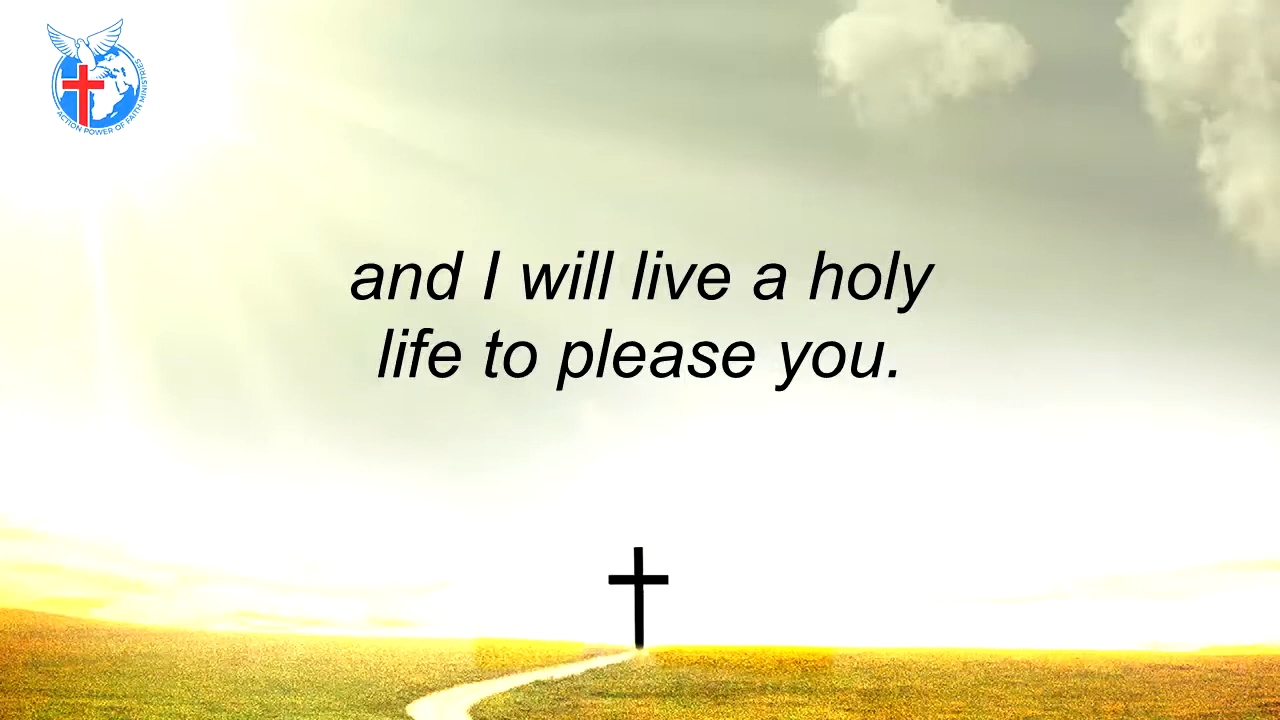 ACTION POWER OF FAITH MINISTRIES
and I will live a holy
life to please you.